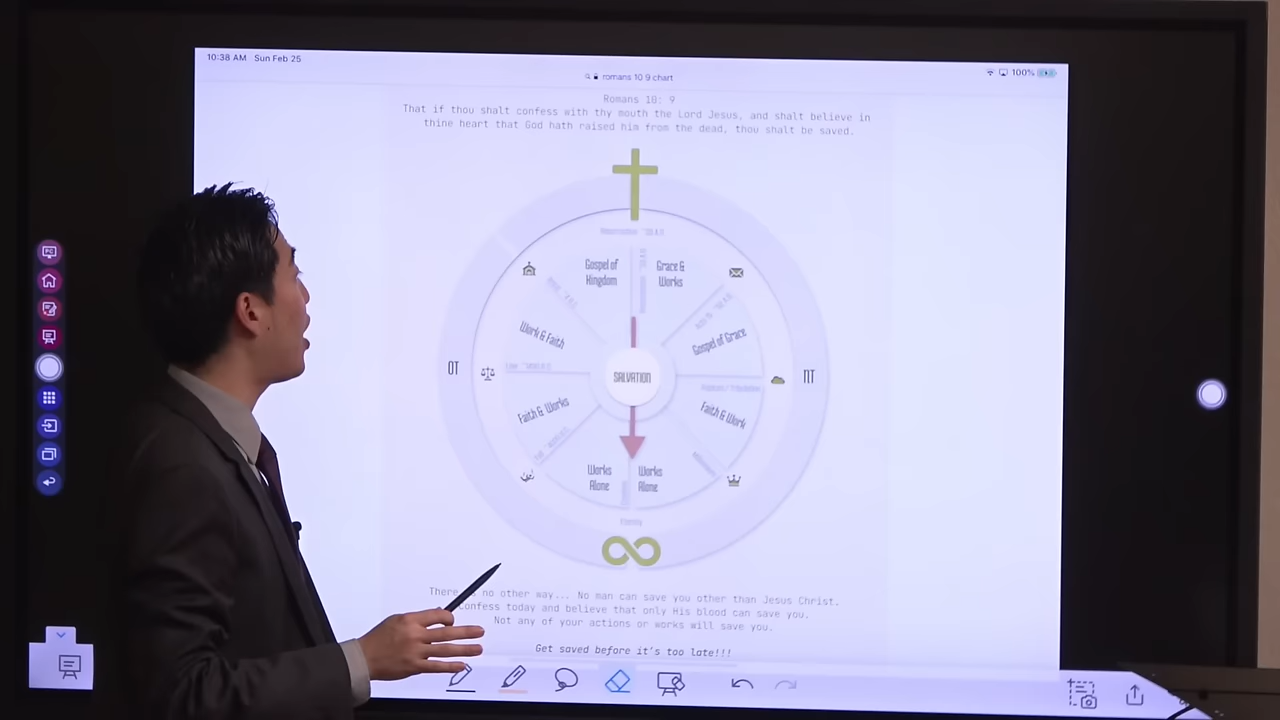 10:38 AM Sun Feb 25
romans 10 9 chart
100%
Romans 10: 9
That if thou shalt confess with thy mouth the Lord Jesus, and shalt believe in
thine heart that God hath raised him from the dead, thou shalt be saved.
Gospel of
Kingdom
Grace &
Works
Work & Faith
Gospel of Grace
OT
SALVATION
NT
Faith & Works
Faith & Work
Works
Alone
Works
Alone
Eternity
There no other way... No man can save you other than Jesus Christ.
confess today and believe that only His blood can save you.
Not any of your actions or works will save you.
Get saved before it's too late!!!
PC